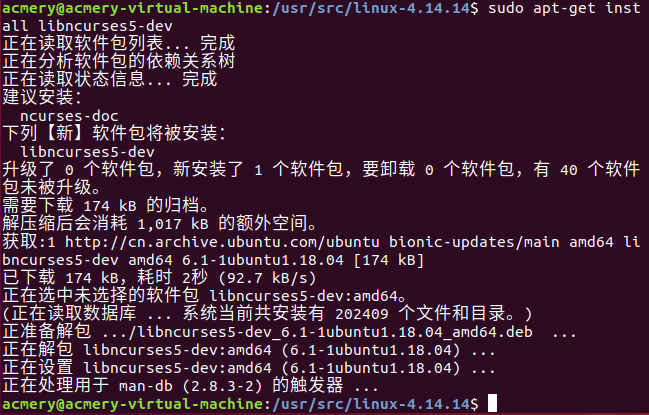 acmery@acmery-virtual-machine:/usr/src/linux-4.14.14$ sudo apt-get inst
all libncurses5-dev
正在读取软件包列表... 完成
正在分析软件包的依赖关系树
正在读取状态信息... 完成
建议安装：
  ncurses-doc
下列【新】软件包将被安装：
  libncurses5-dev
升级了 0 个软件包，新安装了 1 个软件包，要卸载 0 个软件包，有 40 个软件
包未被升级。
需要下载 174 kB 的归档。
解压缩后会消耗 1,017 kB 的额外空间。
获取:1 http://cn.archive.ubuntu.com/ubuntu bionic-updates/main amd64 li
bncurses5-dev amd64 6.1-1ubuntu1.18.04 [174 kB]
已下载 174 kB，耗时 2秒 (92.7 kB/s)
正在选中未选择的软件包 libncurses5-dev:amd64。
(正在读取数据库 ... 系统当前共安装有 202409 个文件和目录。)
正准备解包 .../libncurses5-dev_6.1-1ubuntu1.18.04_amd64.deb  ...
正在解包 libncurses5-dev:amd64 (6.1-1ubuntu1.18.04) ...
正在设置 libncurses5-dev:amd64 (6.1-1ubuntu1.18.04) ...
正在处理用于 man-db (2.8.3-2) 的触发器 ...
acmery@acmery-virtual-machine:/usr/src/linux-4.14.14$